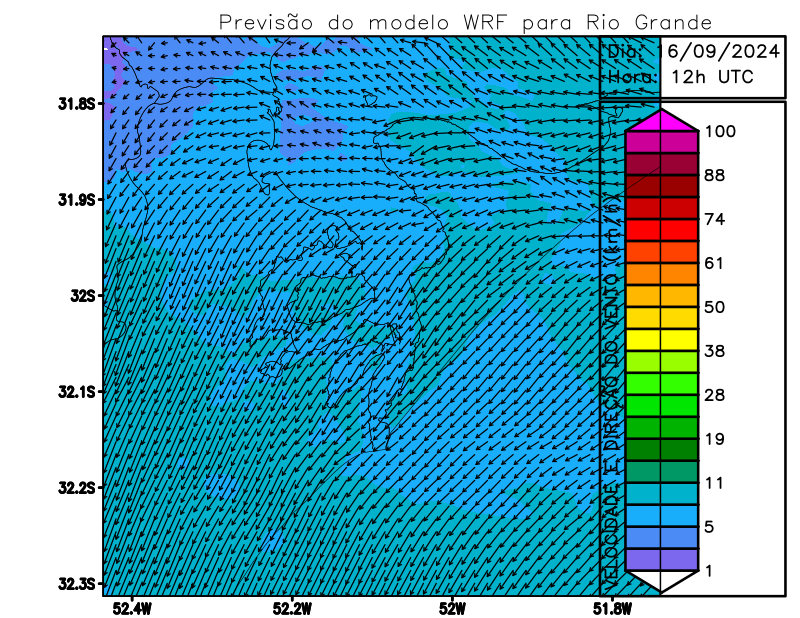 Previsão do modelo WRF para Rio Grande
Dia: 16/09/2024
Hora: 12h UTC
31.8S
31.9S
32S
32.1S
32.2S
32.3S
52.4W
52.2W
52W
51.8W
VELOCIDADE E DIREÇÃO DO VENTO (km/h)
100
88
74
61
50
38
28
19
11
5
1